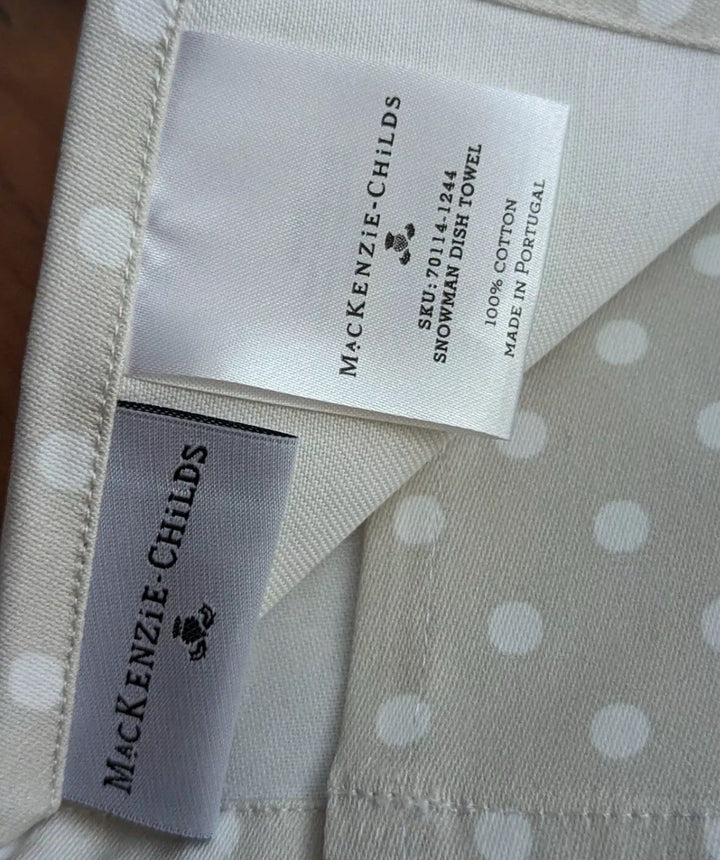 MacKenzie-Childs
SKU: 70114-1244
SNOWMAN DISH TOWEL
100% COTTON
MADE IN PORTUGAL
MacKenzie-Childs